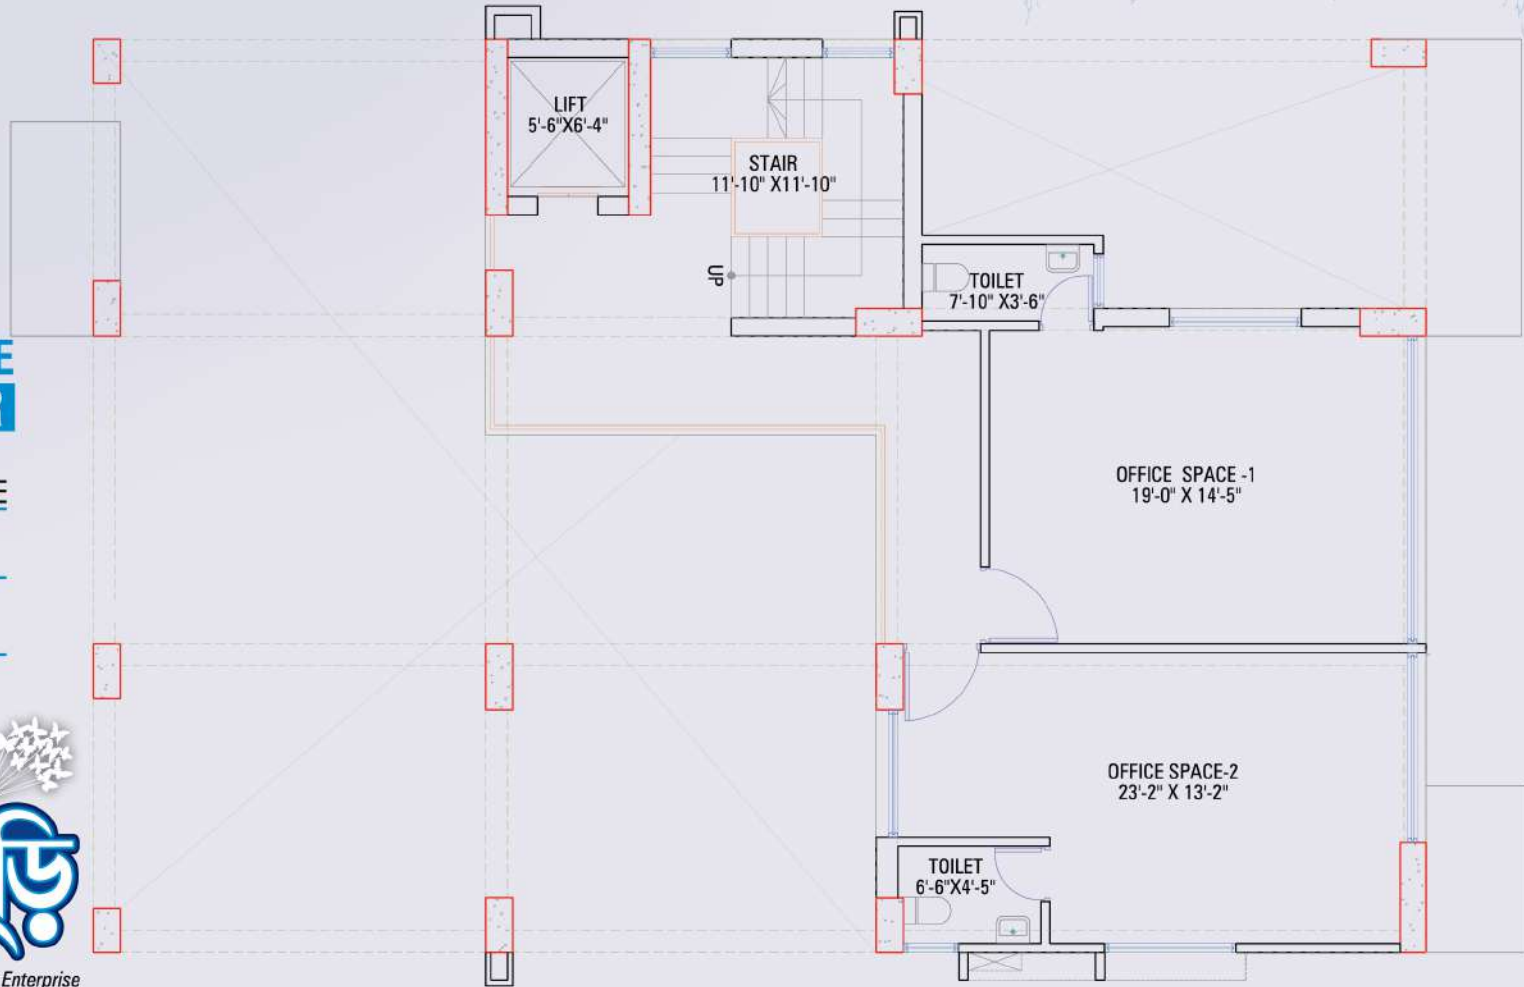 LIFT
5'-6"X6'-4"
STAIR
11'-10" X11'-10"
UP
TOILET
7'-10" X3'-6"
OFFICE SPACE -1
19'-0" X 14'-5"
OFFICE SPACE-2
23'-2" X 13'-2"
TOILET
6'-6"X4'-5"
Enterprise